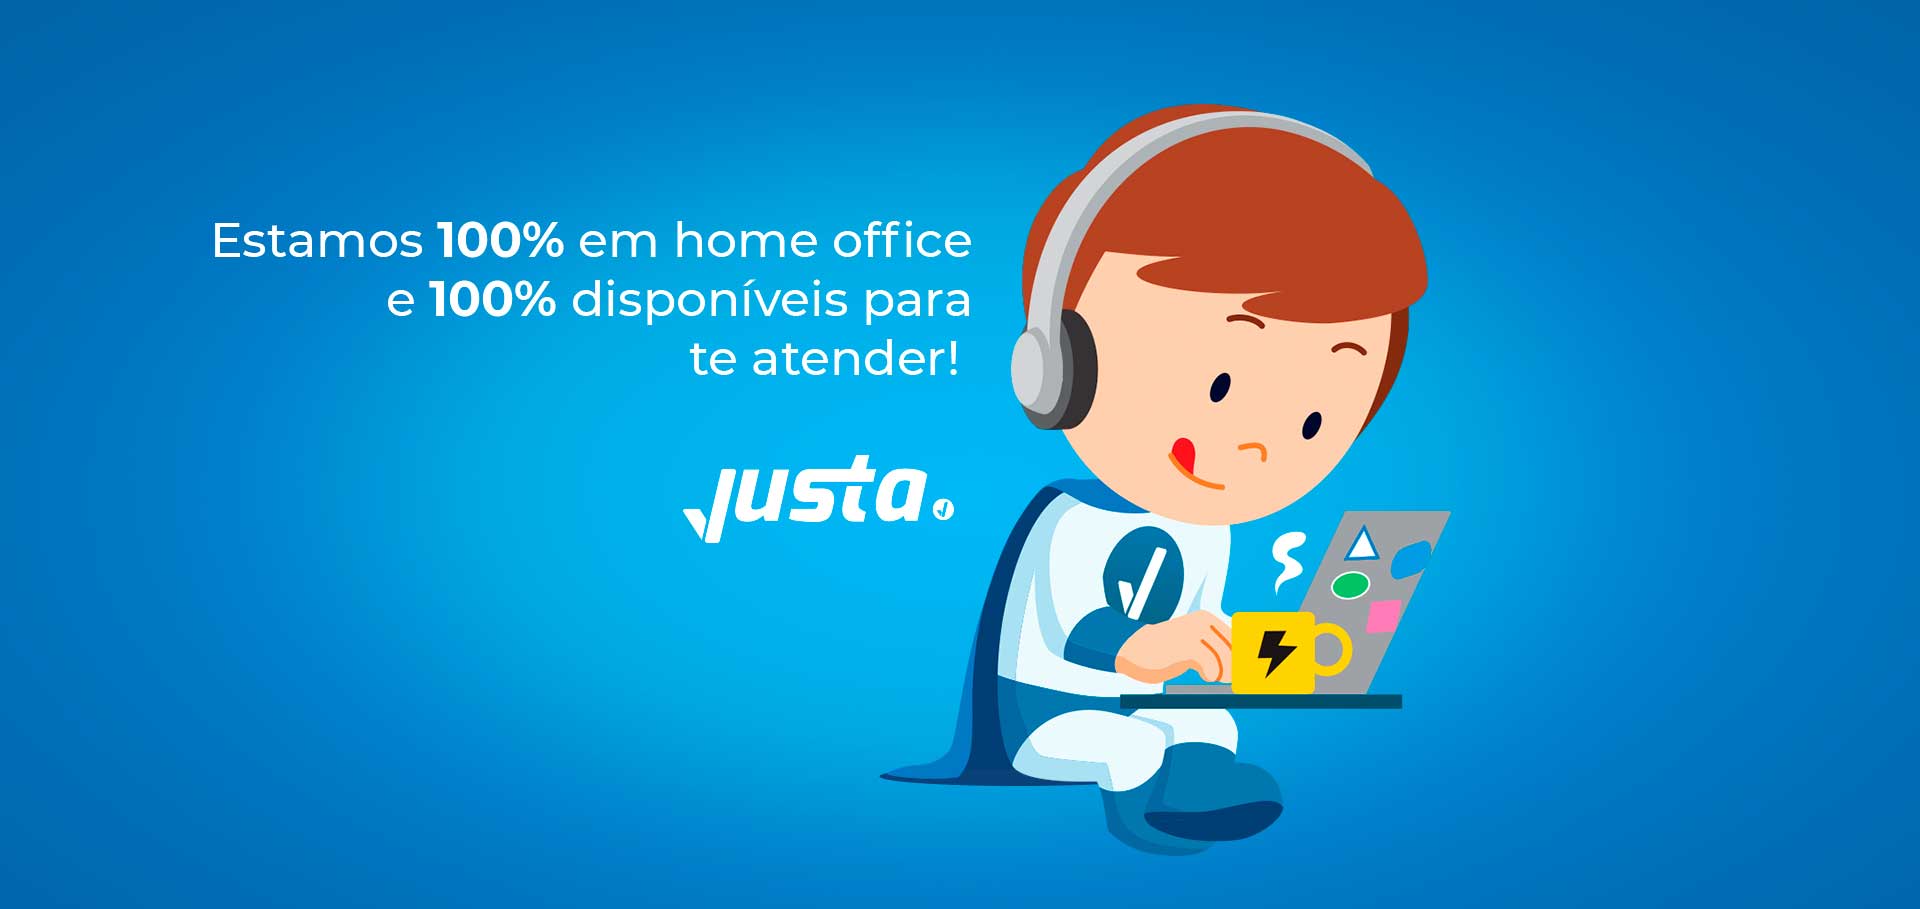 Estamos 100% em home office
e 100% disponíveis para
te atender!
justa.